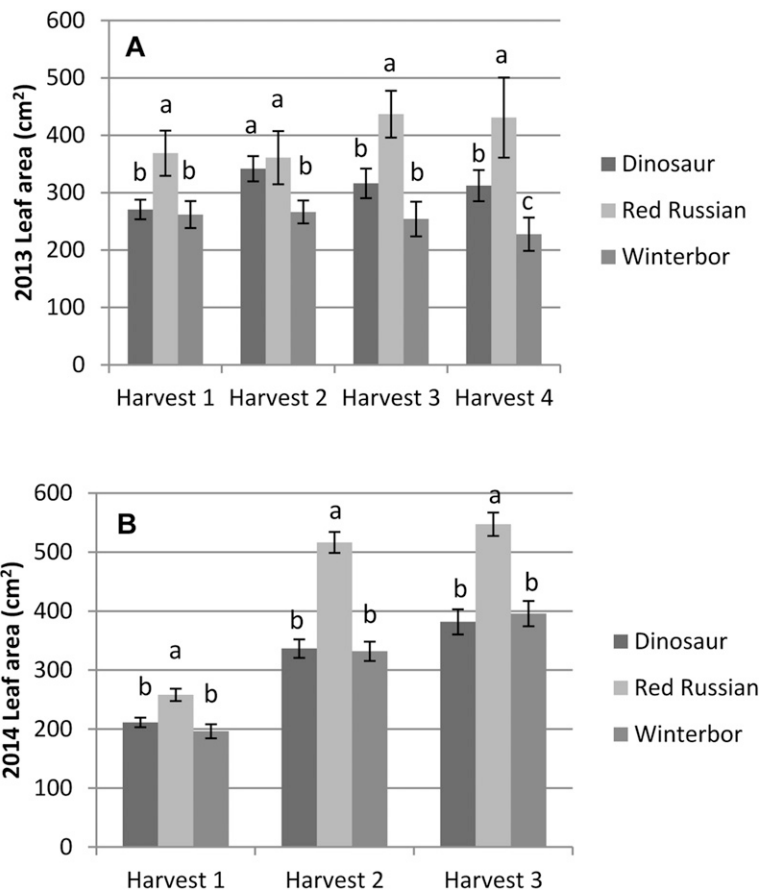 A
2013 Leaf area (cm²)
600
500
400
300
200
100
0
b a b
a a b
b a b
b a c
Harvest 1 Harvest 2 Harvest 3 Harvest 4
Dinosaur
Red Russian
Winterbor
B
2014 Leaf area (cm²)
600
500
400
300
200
100
0
b a b
b a b
b a b
Harvest 1 Harvest 2 Harvest 3
Dinosaur
Red Russian
Winterbor